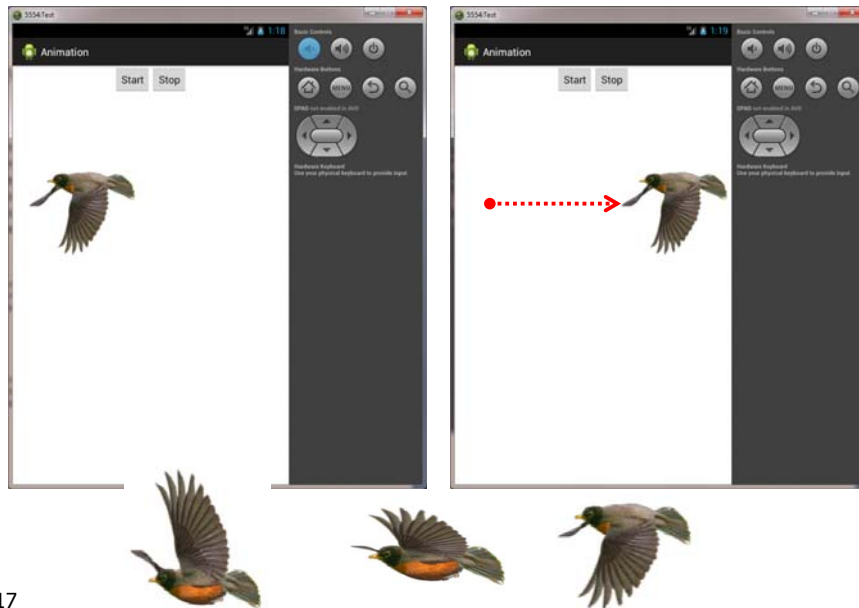 5554:Test
1:18
Animation
Start Stop
Basic Controls
Hardware Buttons
MENU
DPAD not enabled in AVD
Hardware Keyboard
Use your physical keyboard to provide input
5554:Test
1:19
Animation
Start Stop
Basic Controls
Hardware Buttons
MENU
DPAD not enabled in AVD
Hardware Keyboard
Use your physical keyboard to provide input
17